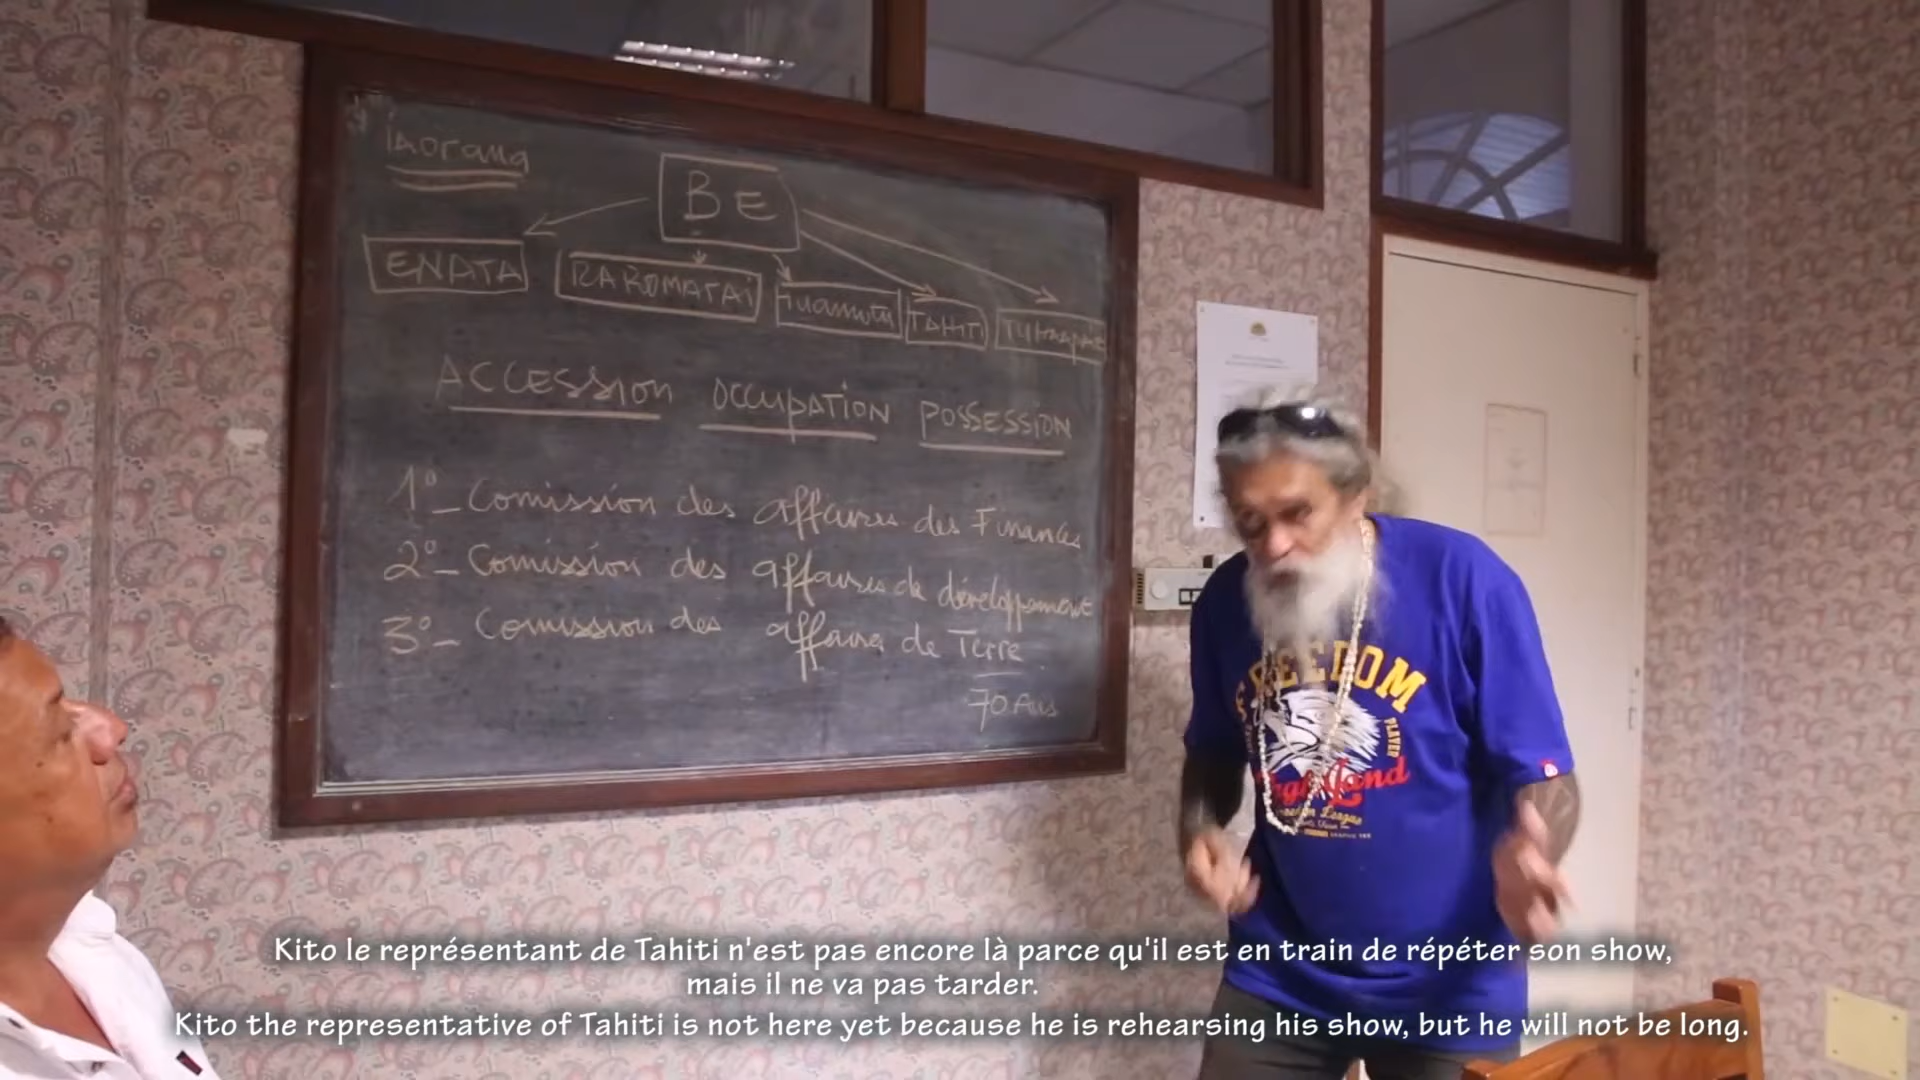 iaorana
BE
ENATA
RAROMATAI
Tuamotu
TAHITI
ACCESSION OCCUPATION POSSESSION
1° - Comission des affaires des Finances
2° - Comission des affaires de développement
3° - Comission des affaires de Terre
70 Ans
FREEDOM
PLAYER
Kito le représentant de Tahiti n'est pas encore là parce qu'il est en train de répéter son show,
mais il ne va pas tarder.
Kito the representative of Tahiti is not here yet because he is rehearsing his show, but he will not be long.